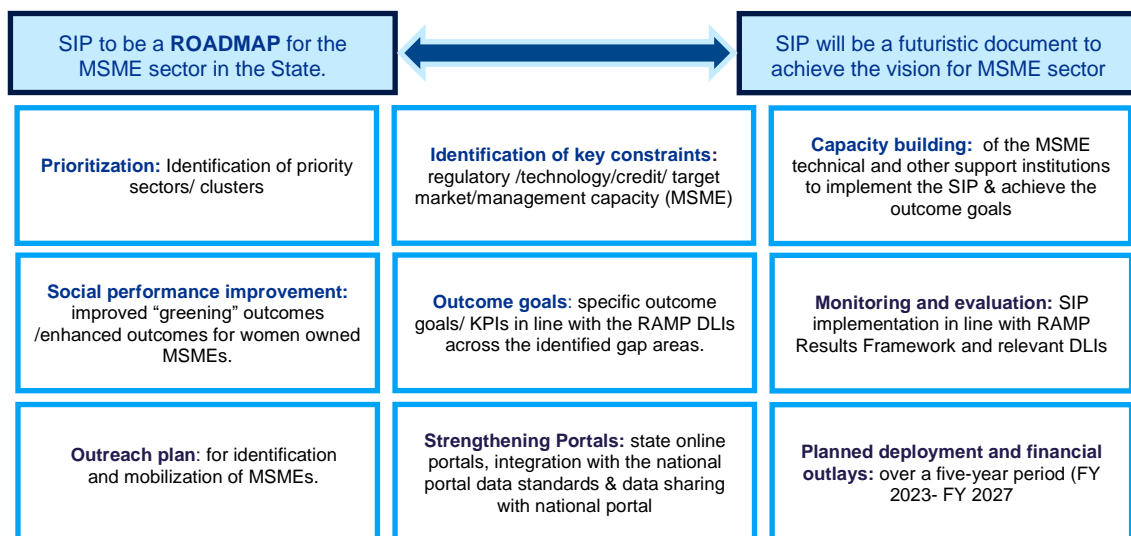 SIP to be a ROADMAP for the
MSME sector in the State.
SIP will be a futuristic document to
achieve the vision for MSME sector
Prioritization: Identification of priority
sectors/ clusters
Identification of key constraints:
regulatory /technology/credit/ target
market/management capacity (MSME)
Capacity building:  of the MSME
technical and other support institutions
to implement the SIP & achieve the
outcome goals
Social performance improvement:
improved “greening” outcomes
/enhanced outcomes for women owned
MSMEs.
Outcome goals: specific outcome
goals/ KPIs in line with the RAMP DLIs
across the identified gap areas.
Monitoring and evaluation: SIP
implementation in line with RAMP
Results Framework and relevant DLIs
Outreach plan: for identification
and mobilization of MSMEs.
Strengthening Portals: state online
portals, integration with the national
portal data standards & data sharing
with national portal
Planned deployment and financial
outlays: over a five-year period (FY
2023- FY 2027